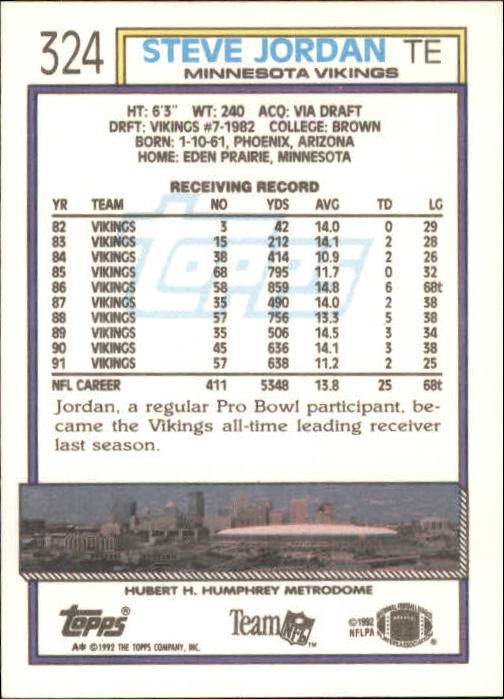 324 STEVE JORDAN TE
MINNESOTA VIKINGS
HT: 6'3" WT: 240 ACQ: VIA DRAFT
DRFT: VIKINGS #7-1982 COLLEGE: BROWN
BORN: 1-10-61, PHOENIX, ARIZONA
HOME: EDEN PRAIRIE, MINNESOTA
RECEIVING RECORD
YR TEAM NO YDS AVG TD LG
82 VIKINGS 3 42 14.0 0 29
83 VIKINGS 15 212 14.1 2 28
84 VIKINGS 38 414 10.9 2 26
85 VIKINGS 68 795 11.7 0 32
86 VIKINGS 58 859 14.8 6 68t
87 VIKINGS 35 490 14.0 2 38
88 VIKINGS 57 756 13.3 5 38
89 VIKINGS 35 506 14.5 3 34
90 VIKINGS 45 636 14.1 3 38
91 VIKINGS 57 638 11.2 2 25
NFL CAREER 411 5348 13.8 25 68t
Topps
Jordan, a regular Pro Bowl participant, be-
came the Vikings all-time leading receiver
last season.
HUBERT H. HUMPHREY METRODOME
Topps® Team NFL™ ©1992
NFLPA
A* ©1992 THE TOPPS COMPANY, INC.